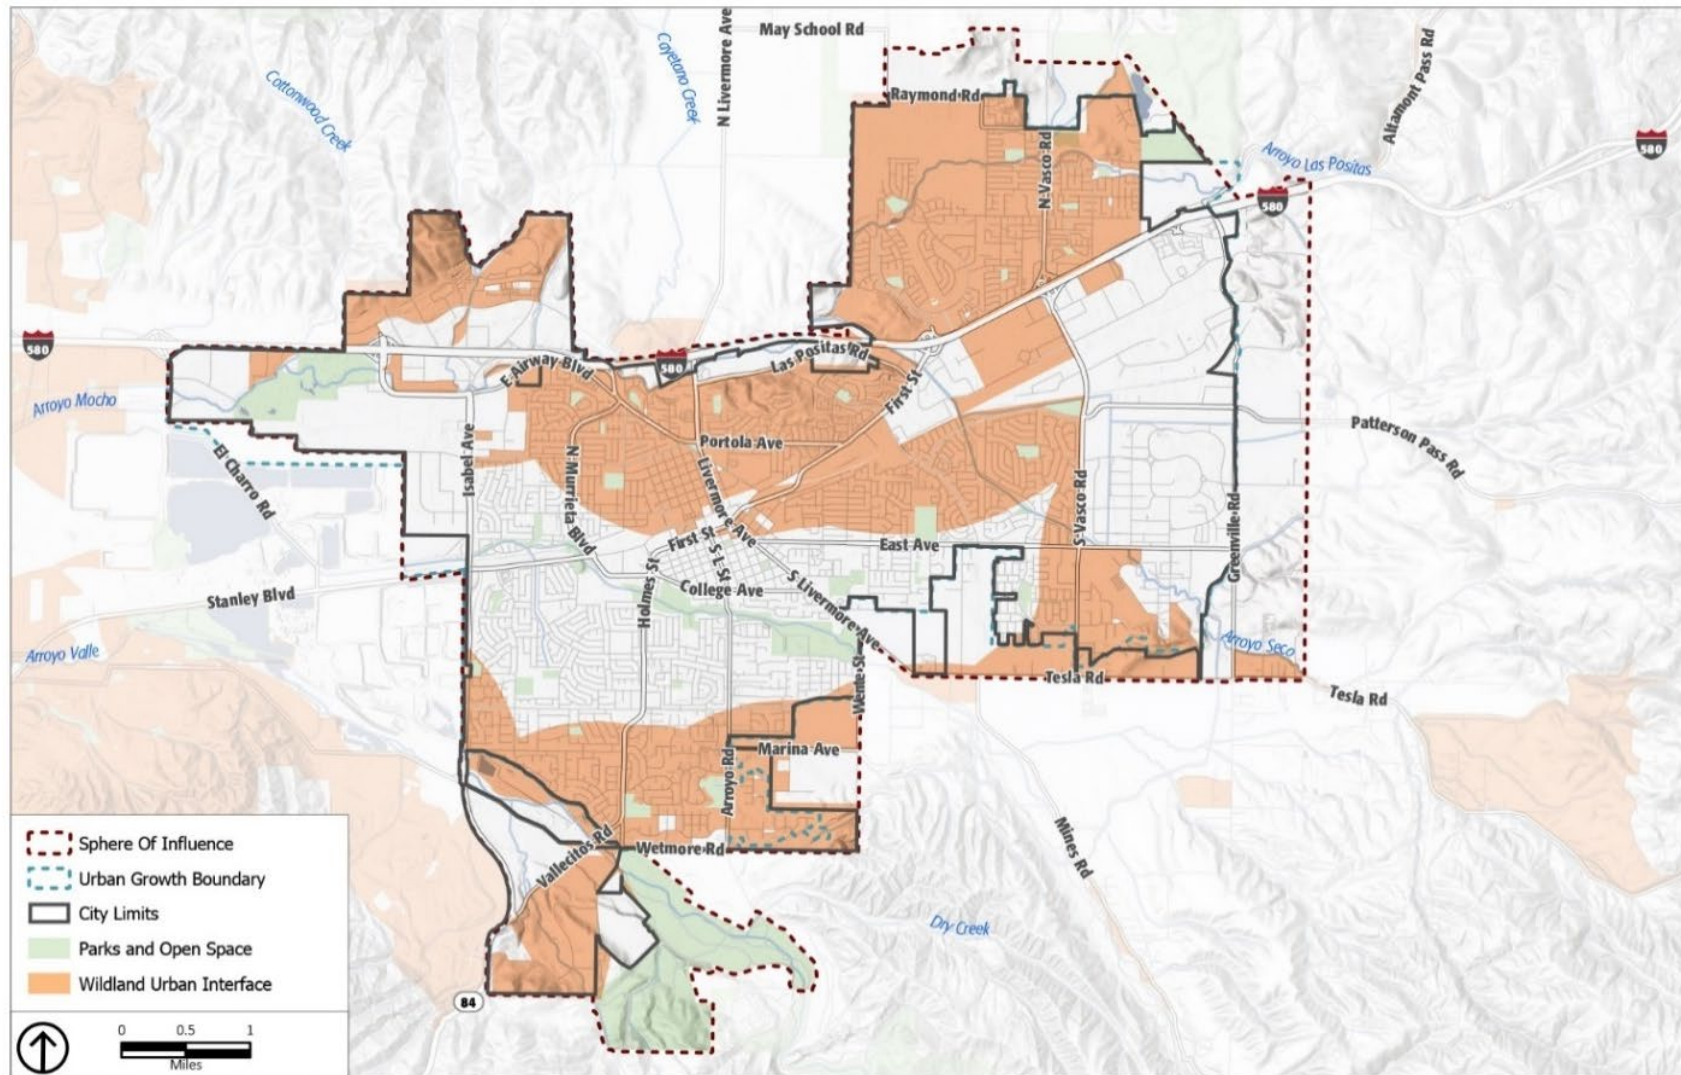 May School Rd
N Livermore Ave
Cayetano Creek
Cottonwood Creek
Altamont Pass Rd
Raymond Rd
N Vasco Rd
Arroyo Las Positas
580
580
580
580
Las Positas Rd
E Airway Blvd
First St
Arroyo Mocho
El Charro Rd
Isabel Ave
N Murrieta Blvd
Portola Ave
Livermore Ave
Patterson Pass Rd
S Vasco Rd
Greenville Rd
First St
S L St
East Ave
Stanley Blvd
Holmes St
College Ave
S Livermore Ave
Arroyo Valle
Arroyo Seco
Wente St
Tesla Rd
Tesla Rd
Marina Ave
Arroyo Rd
Vallecitos Rd
Wetmore Rd
Mines Rd
Dry Creek
84
Sphere Of Influence
Urban Growth Boundary
City Limits
Parks and Open Space
Wildland Urban Interface
0 0.5 1
Miles